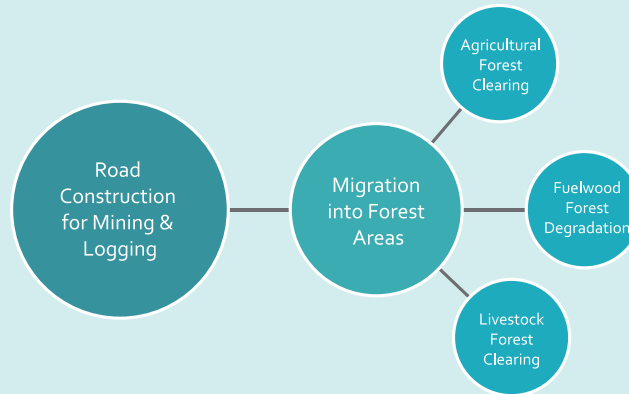 Road
Construction
for Mining &
Logging
Migration
into Forest
Areas
Agricultural
Forest
Clearing
Fuelwood
Forest
Degradation
Livestock
Forest
Clearing